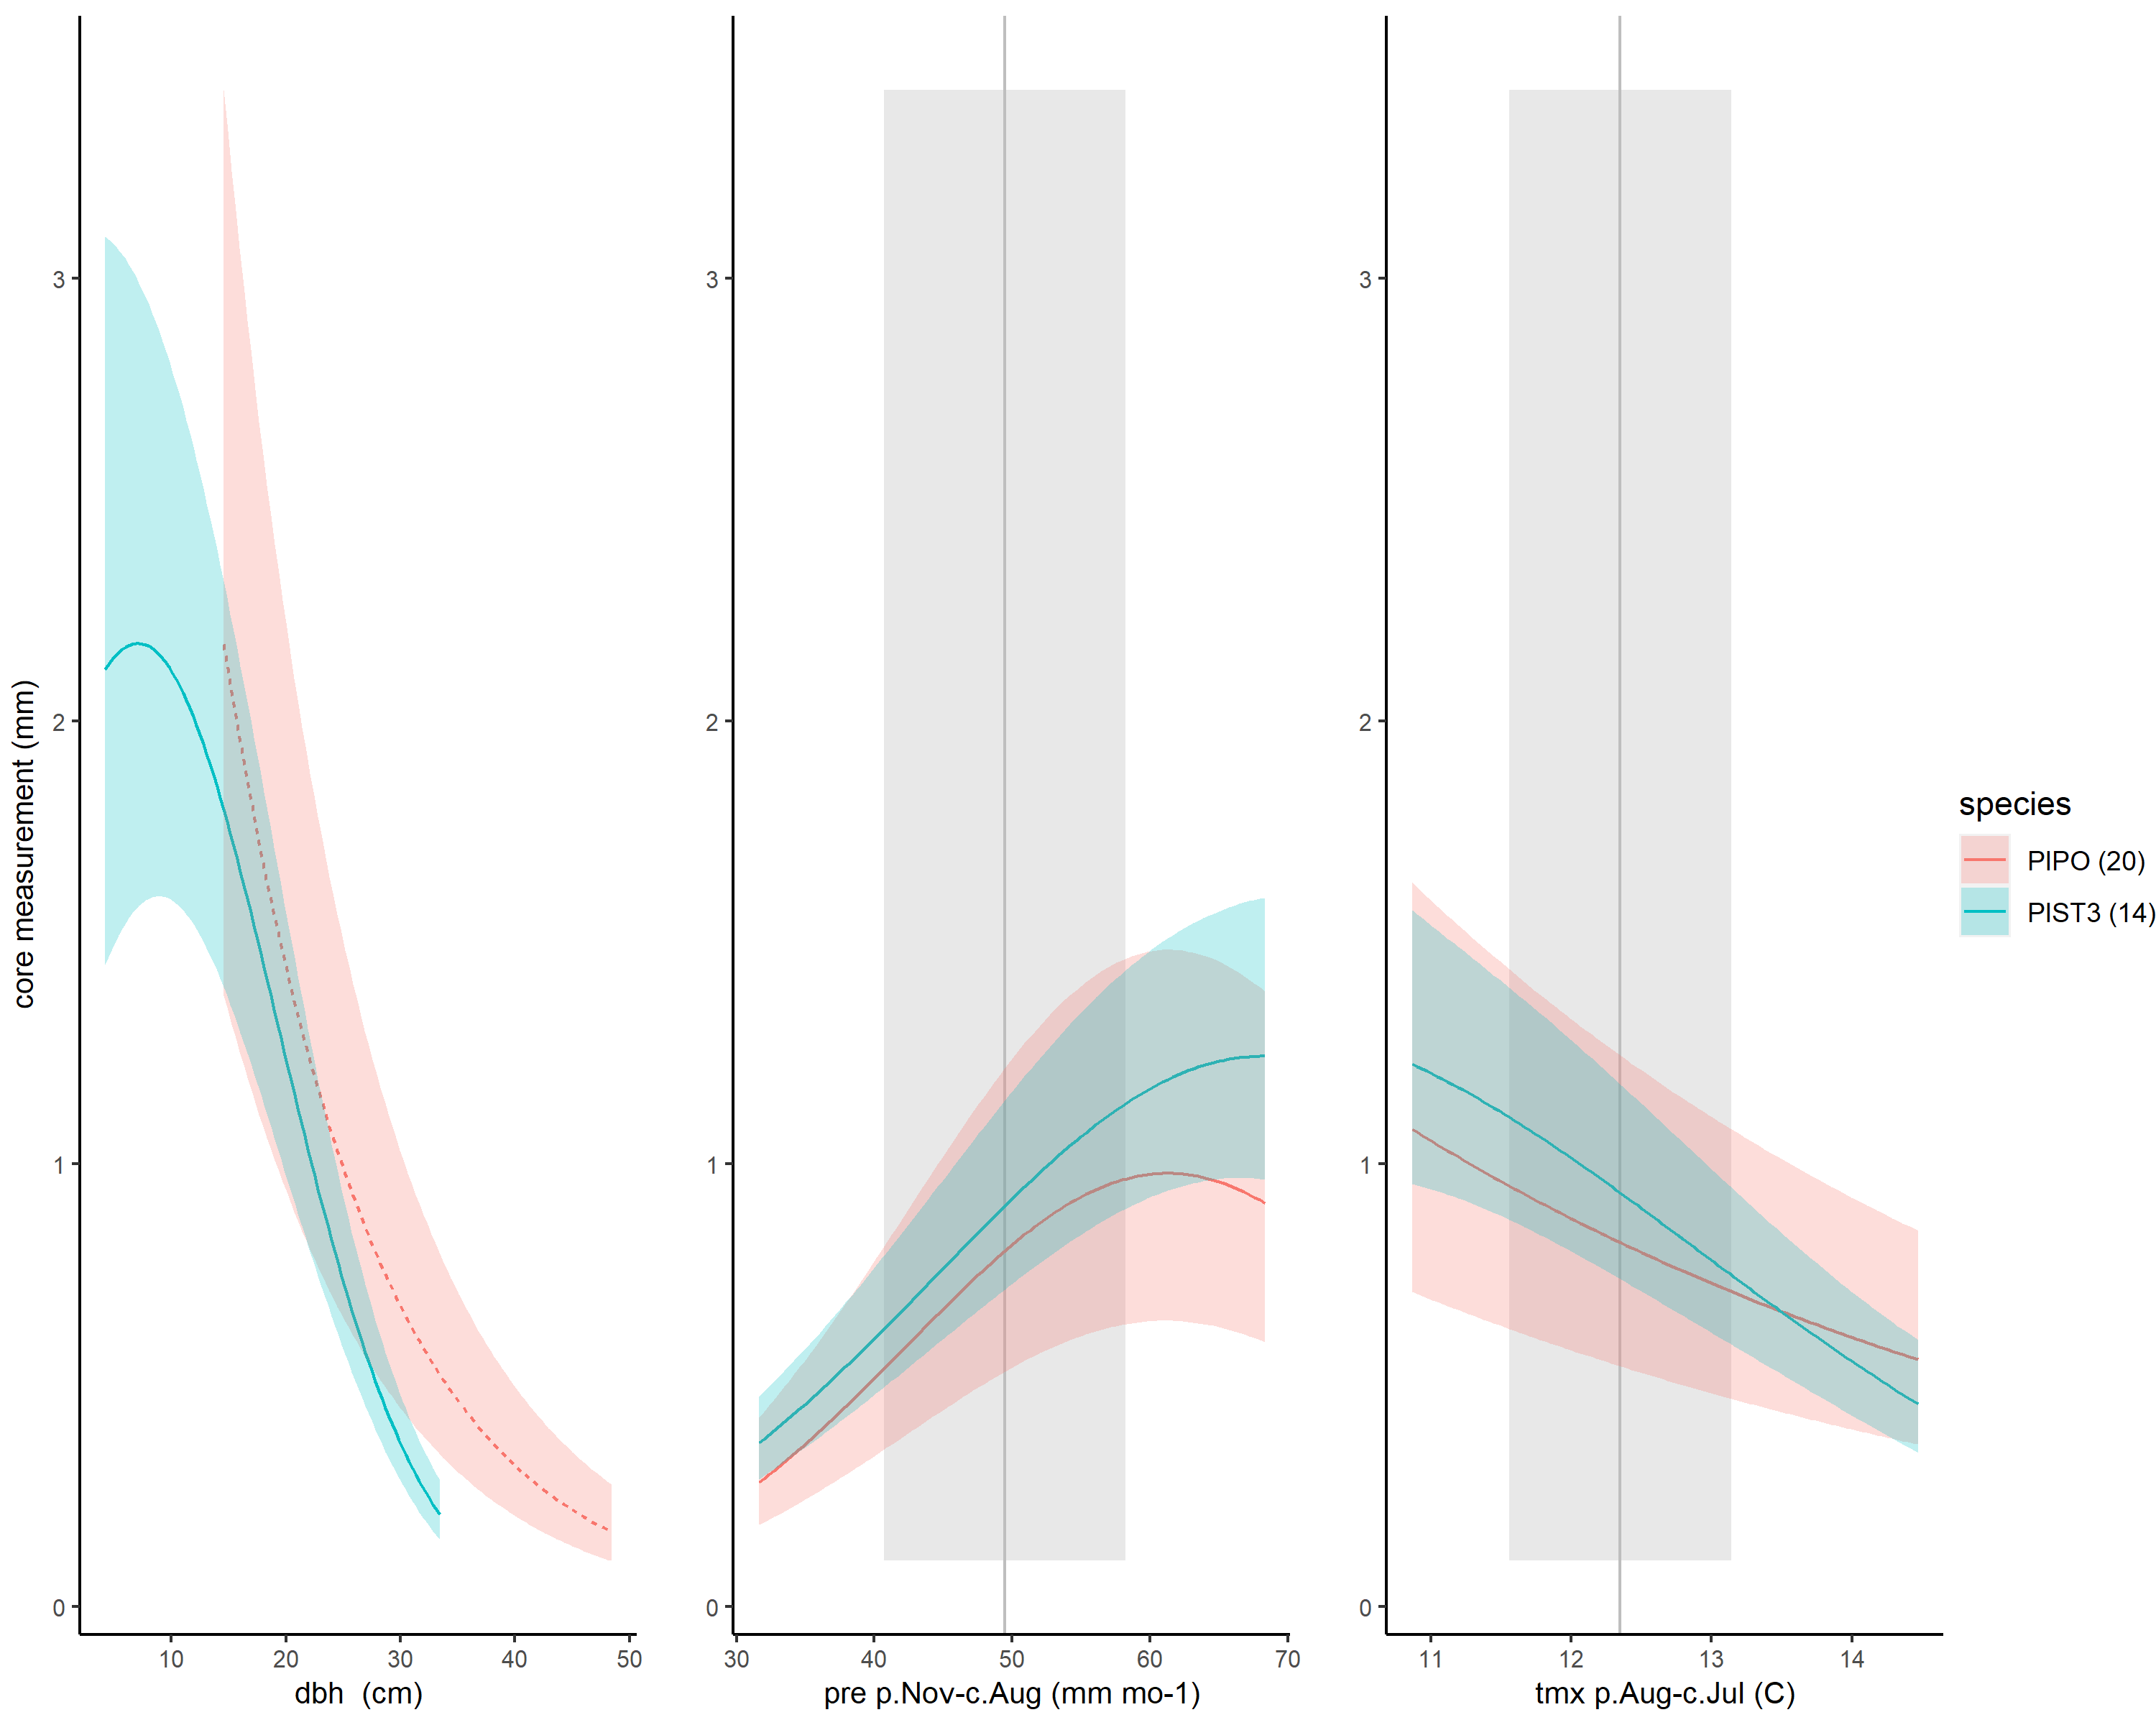 core measurement (mm)
3
2
1
0
10 20 30 40 50
dbh  (cm)
3
2
1
0
30 40 50 60 70
pre p.Nov-c.Aug (mm mo-1)
3
2
1
0
11 12 13 14
tmx p.Aug-c.Jul (C)
species
PIPO (20)
PIST3 (14)